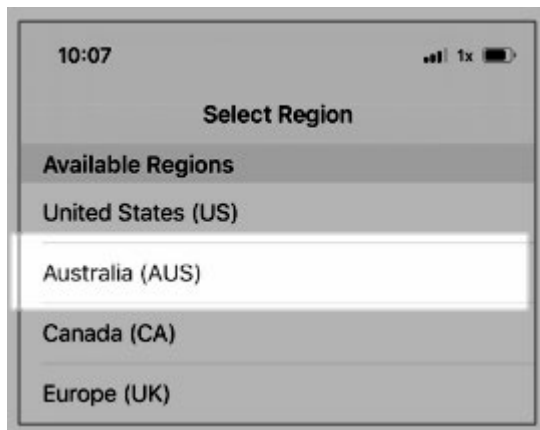 10:07 1x
Select Region
Available Regions
United States (US)
Australia (AUS)
Canada (CA)
Europe (UK)